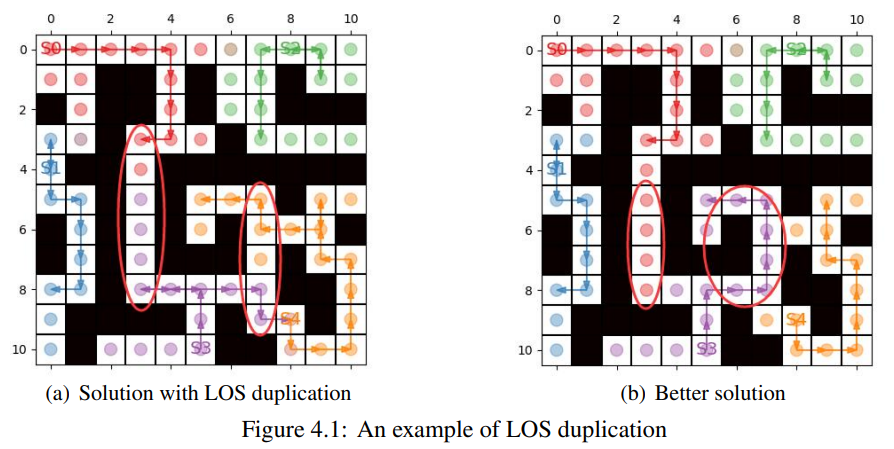 0 2 4 6 8 10 0 2 4 6 8 10
0 S0 S2 0 S0 S2
2 2
4 S1 4 S1
6 6
8 8
S4 S4
10 S3 10 S3
(a) Solution with LOS duplication (b) Better solution
Figure 4.1: An example of LOS duplication